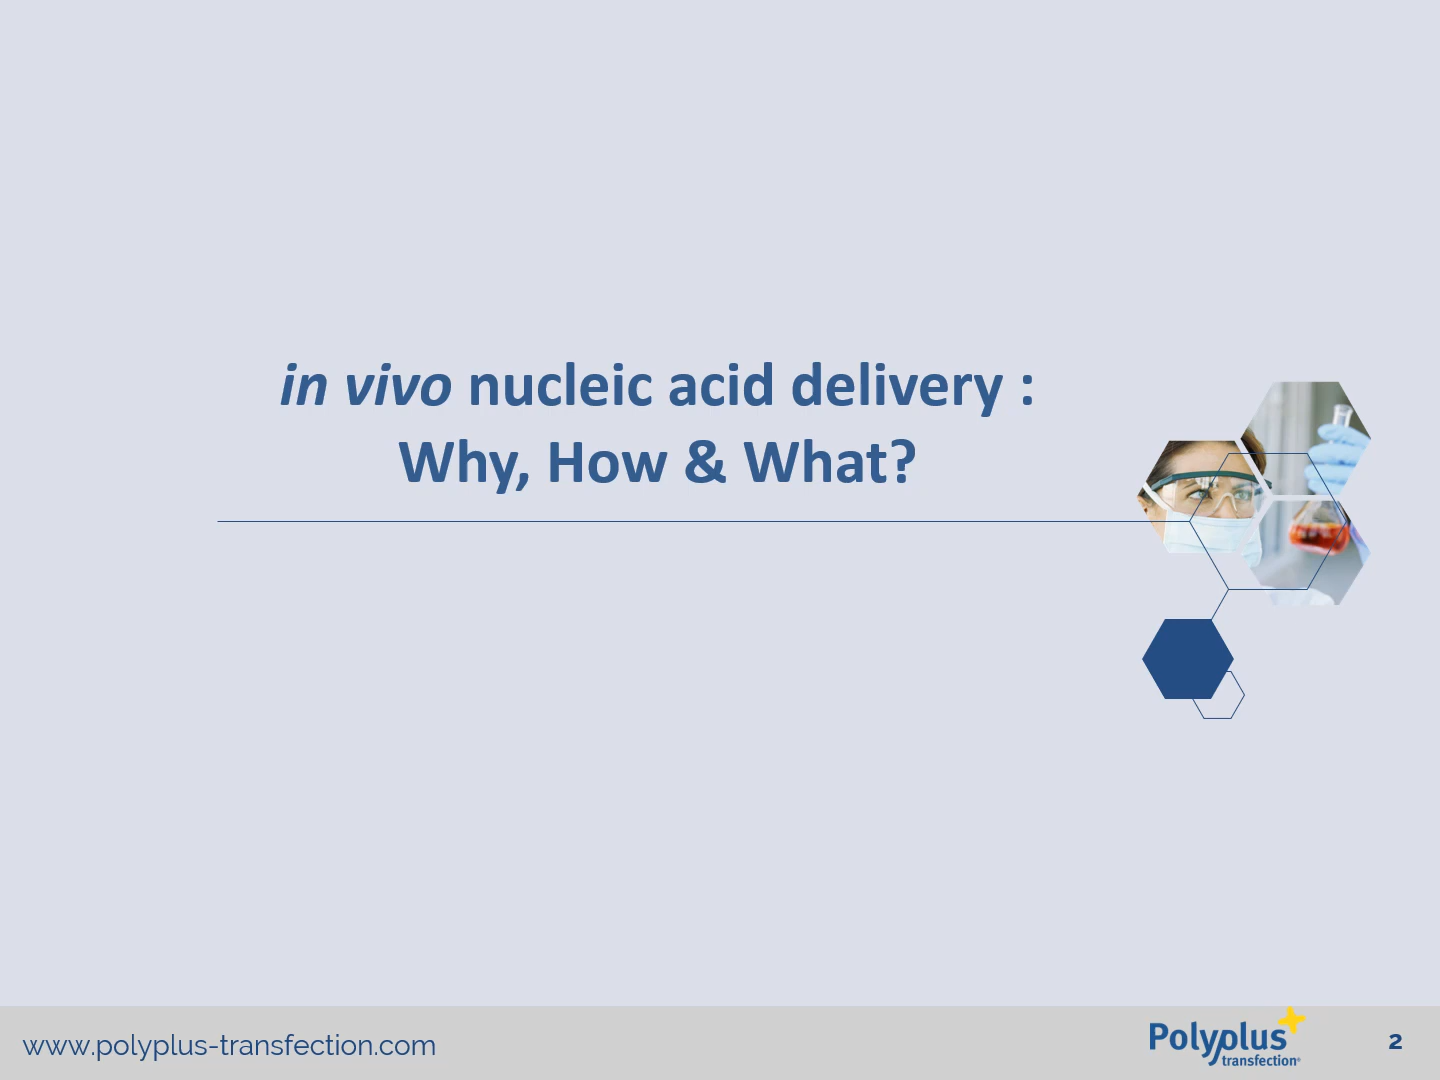 in vivo nucleic acid delivery :
Why, How & What?
www.polyplus-transfection.com
Polyplus
transfection®
2